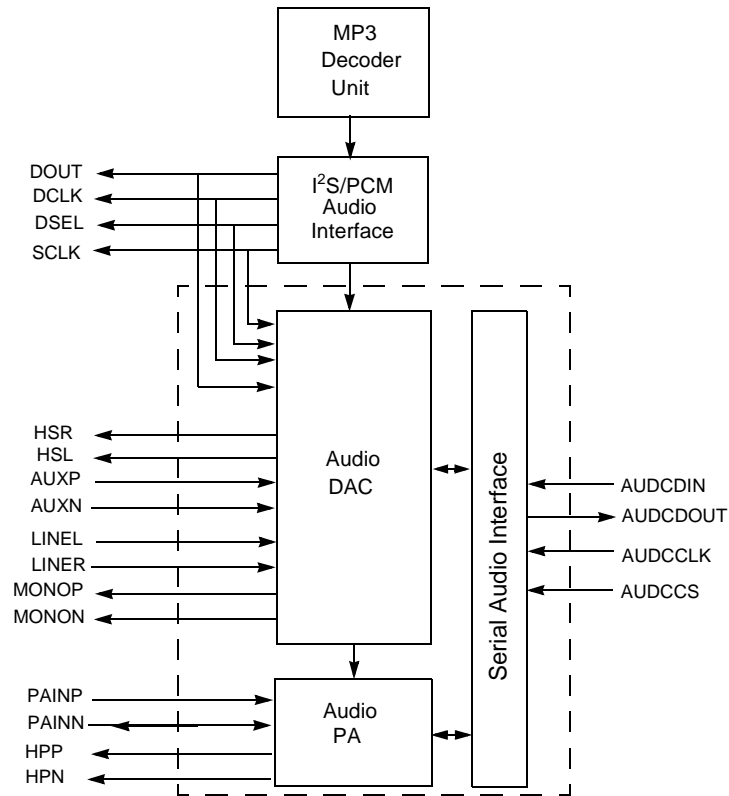 MP3
Decoder
Unit
DOUT
DCLK
DSEL
SCLK
I²S/PCM
Audio
Interface
HSR
HSL
AUXP
AUXN
LINEL
LINER
MONOP
MONON
Audio
DAC
Serial Audio Interface
AUDCDIN
AUDCDOUT
AUDCCLK
AUDCCS
PAINP
PAINN
HPP
HPN
Audio
PA